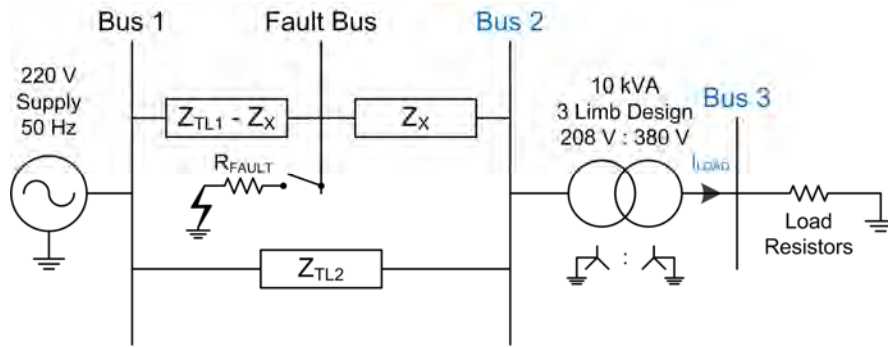 Bus 1
Fault Bus
Bus 2
220 V
Supply
50 Hz
Z_TL1 - Z_X
Z_X
10 kVA
3 Limb Design
208 V : 380 V
Bus 3
R_FAULT
I_LOAD
Load
Resistors
Z_TL2
: